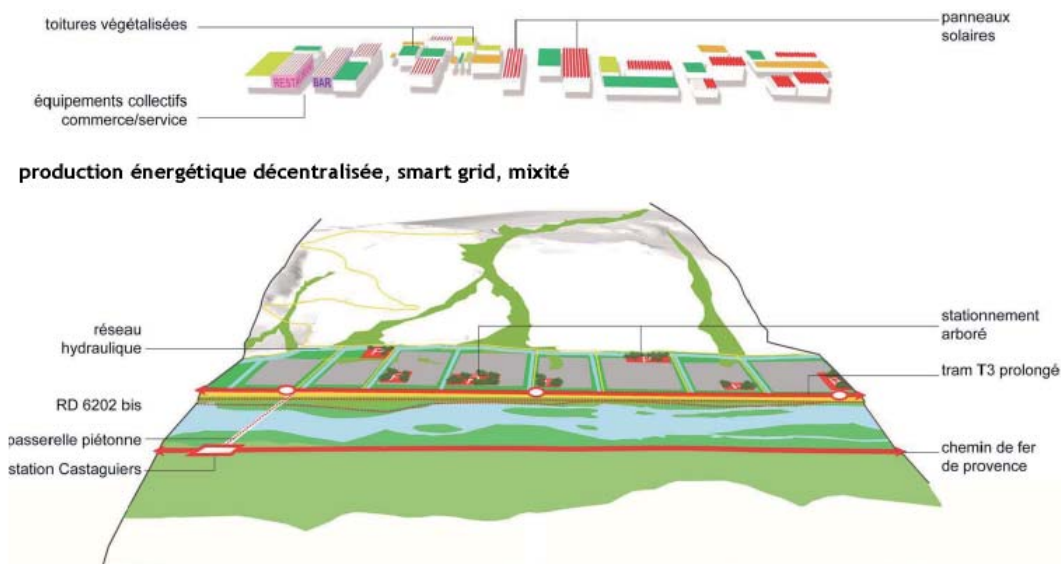 toitures végétalisées
panneaux
solaires
RESTAURANT
BAR
équipements collectifs
commerce/service
production énergétique décentralisée, smart grid, mixité
réseau
hydraulique
stationnement
arboré
tram T3 prolongé
RD 6202 bis
passerelle piétonne
station Castaguiers
chemin de fer
de provence